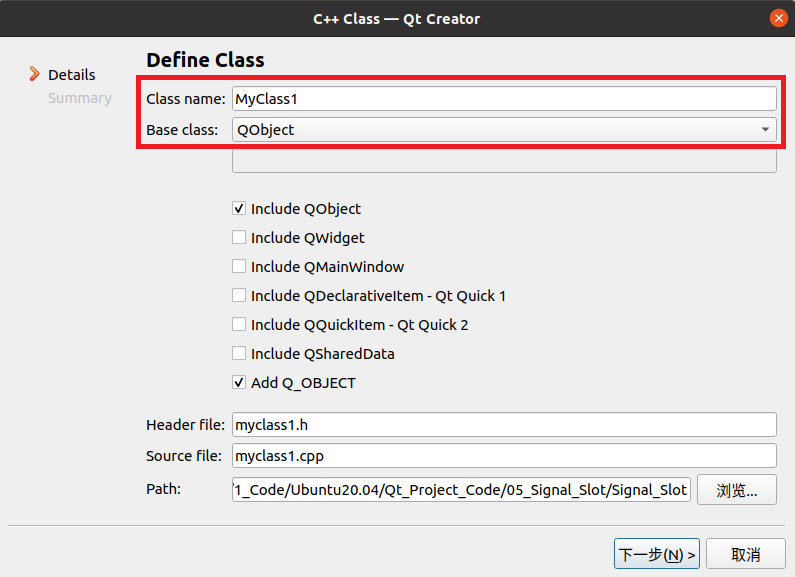 C++ Class — Qt Creator
Define Class
Details
Summary
Class name: MyClass1
Base class: QObject
Include QObject
Include QWidget
Include QMainWindow
Include QDeclarativeItem - Qt Quick 1
Include QQuickItem - Qt Quick 2
Include QSharedData
Add Q_OBJECT
Header file: myclass1.h
Source file: myclass1.cpp
Path: /1_Code/Ubuntu20.04/Qt_Project_Code/05_Signal_Slot/Signal_Slot 浏览...
下一步(N) > 取消